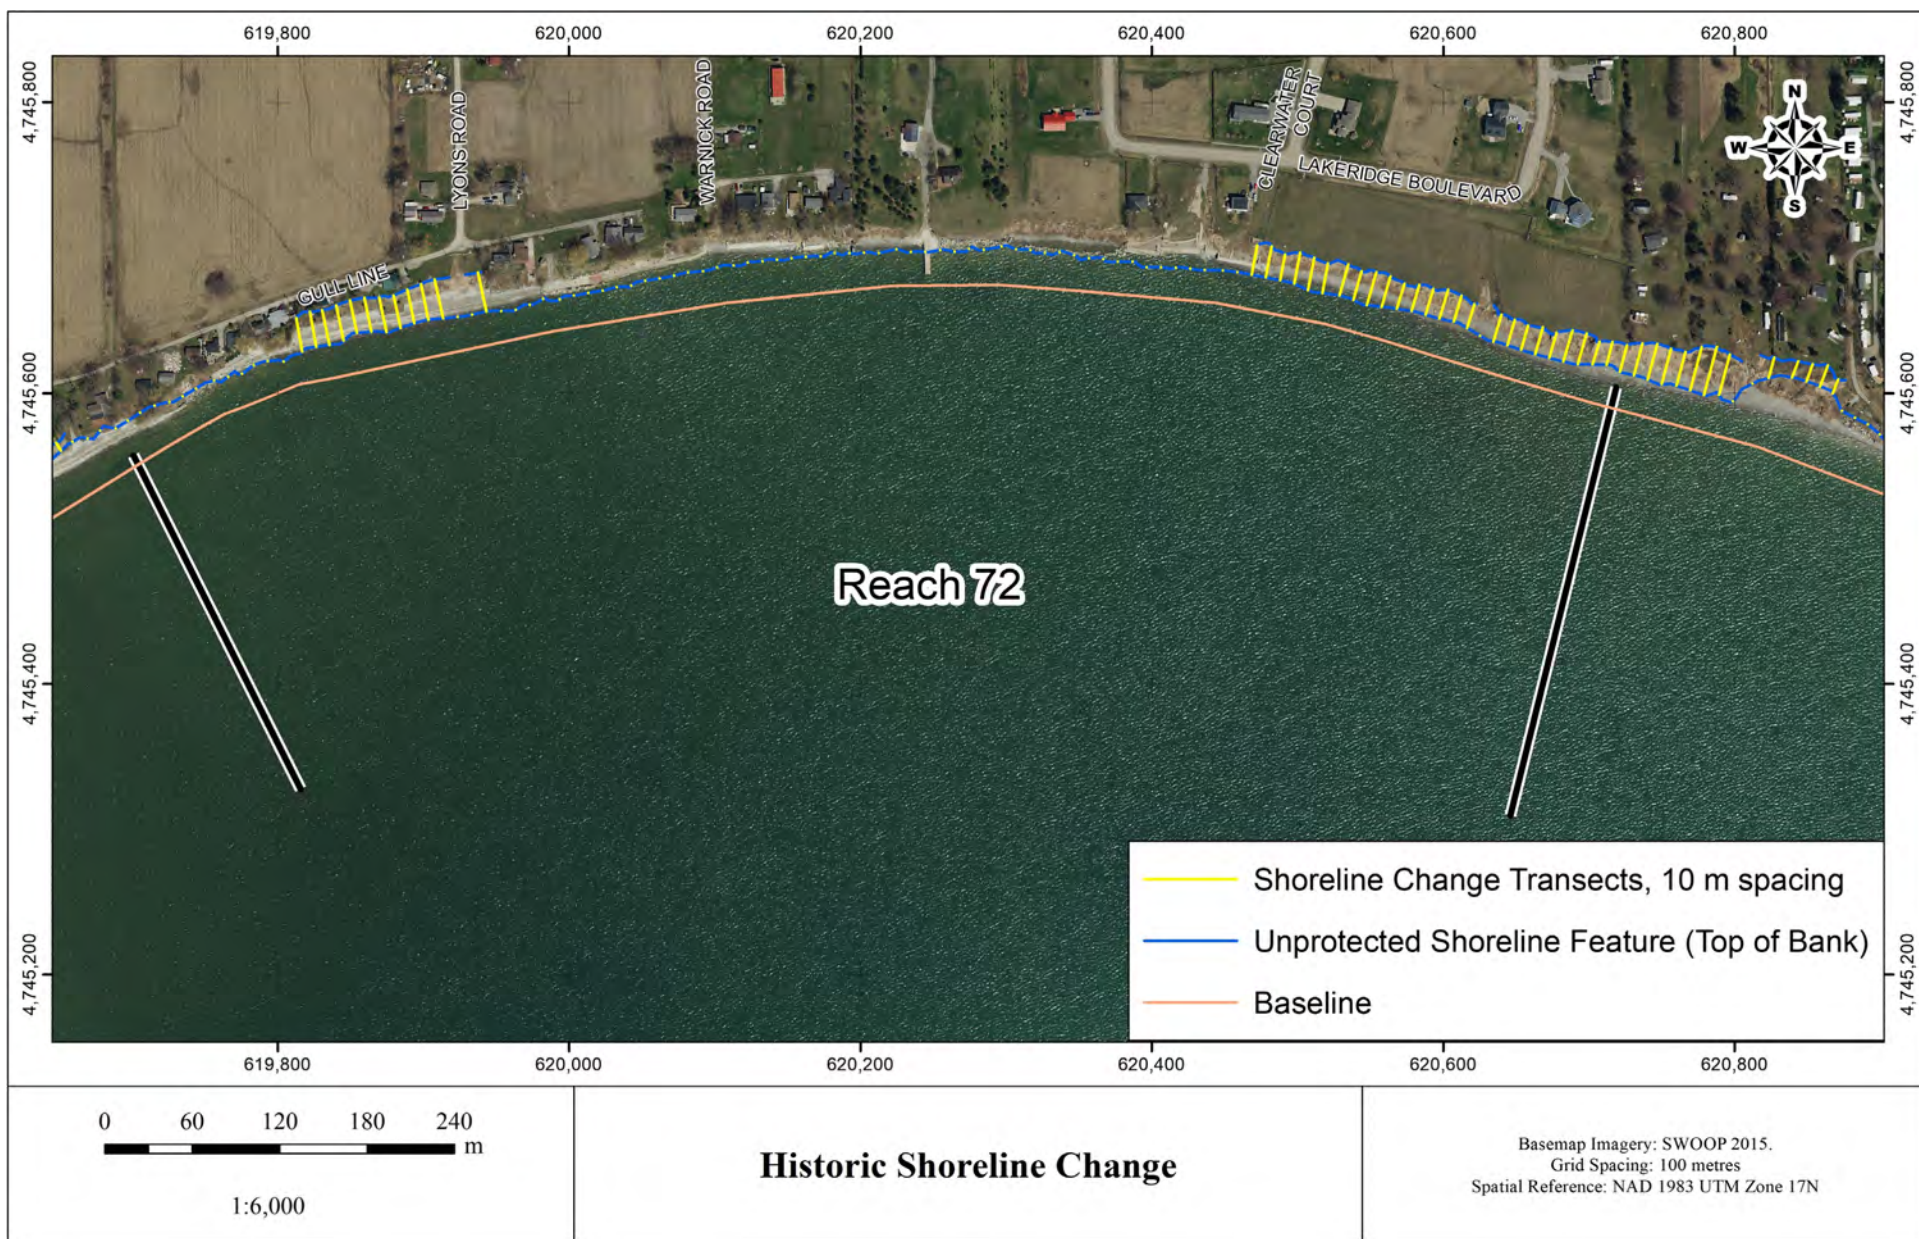 619,800 620,000 620,200 620,400 620,600 620,800
4,745,800
4,745,600
4,745,400
4,745,200
4,745,800
4,745,600
4,745,400
4,745,200
N
W E
S
LYONS ROAD
WARNICK ROAD
CLEARWATER
COURT
LAKERIDGE BOULEVARD
GULL LINE
Reach 72
Shoreline Change Transects, 10 m spacing
Unprotected Shoreline Feature (Top of Bank)
Baseline
619,800 620,000 620,200 620,400 620,600 620,800
0 60 120 180 240
m
1:6,000
Historic Shoreline Change
Basemap Imagery: SWOOP 2015.
Grid Spacing: 100 metres
Spatial Reference: NAD 1983 UTM Zone 17N